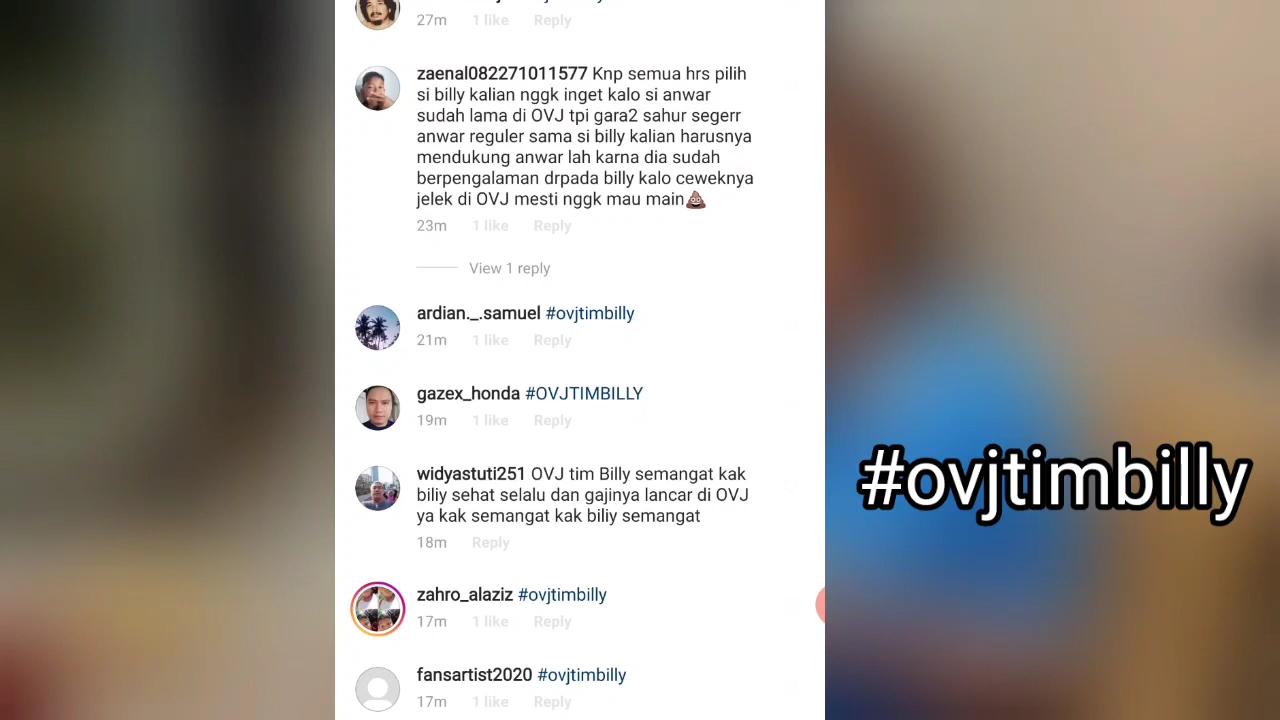 27m 1 like Reply
zaenal082271011577 Knp semua hrs pilih
si billy kalian nggk inget kalo si anwar
sudah lama di OVJ tpi gara2 sahur segerr
anwar reguler sama si billy kalian harusnya
mendukung anwar lah karna dia sudah
berpengalaman drpada billy kalo ceweknya
jelek di OVJ mesti nggk mau main💩
23m 1 like Reply
View 1 reply
ardian._.samuel #ovjtimbilly
21m 1 like Reply
gazex_honda #OVJTIMBILLY
19m 1 like Reply
widyastuti251 OVJ tim Billy semangat kak
biliy sehat selalu dan gajinya lancar di OVJ
ya kak semangat kak biliy semangat
18m Reply
zahro_alaziz #ovjtimbilly
17m 1 like Reply
fansartist2020 #ovjtimbilly
17m 1 like Reply
#ovjtimbilly